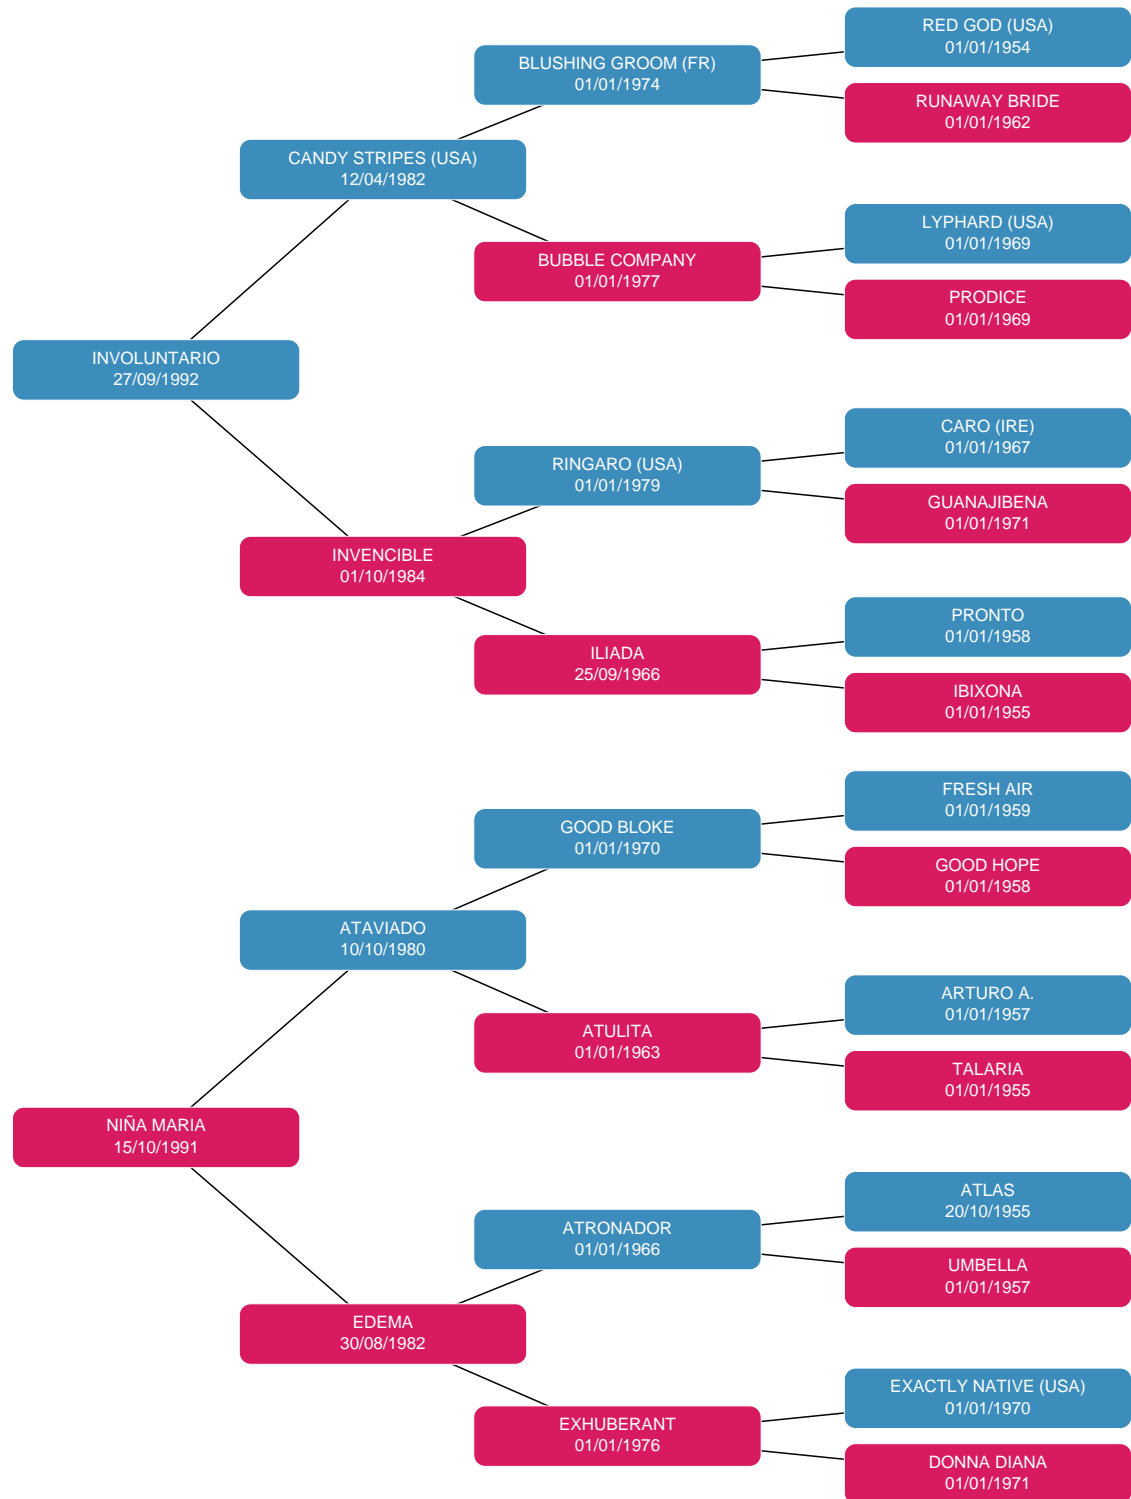 RED GOD (USA)
01/01/1954
BLUSHING GROOM (FR)
01/01/1974
RUNAWAY BRIDE
01/01/1962
CANDY STRIPES (USA)
12/04/1982
LYPHARD (USA)
01/01/1969
BUBBLE COMPANY
01/01/1977
PRODICE
01/01/1969
INVOLUNTARIO
27/09/1992
CARO (IRE)
01/01/1967
RINGARO (USA)
01/01/1979
GUANAJIBENA
01/01/1971
INVENCIBLE
01/10/1984
PRONTO
01/01/1958
ILIADA
25/09/1966
IBIXONA
01/01/1955
FRESH AIR
01/01/1959
GOOD BLOKE
01/01/1970
GOOD HOPE
01/01/1958
ATAVIADO
10/10/1980
ARTURO A.
01/01/1957
ATULITA
01/01/1963
TALARIA
01/01/1955
NIÑA MARIA
15/10/1991
ATLAS
20/10/1955
ATRONADOR
01/01/1966
UMBELLA
01/01/1957
EDEMA
30/08/1982
EXACTLY NATIVE (USA)
01/01/1970
EXHUBERANT
01/01/1976
DONNA DIANA
01/01/1971